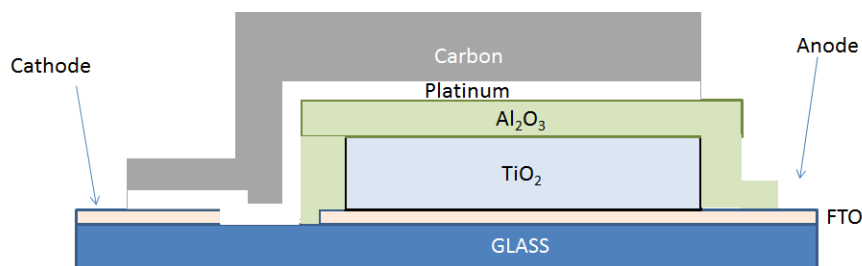 Carbon
Anode
Cathode
Platinum
Al₂O₃
TiO₂
FTO
GLASS